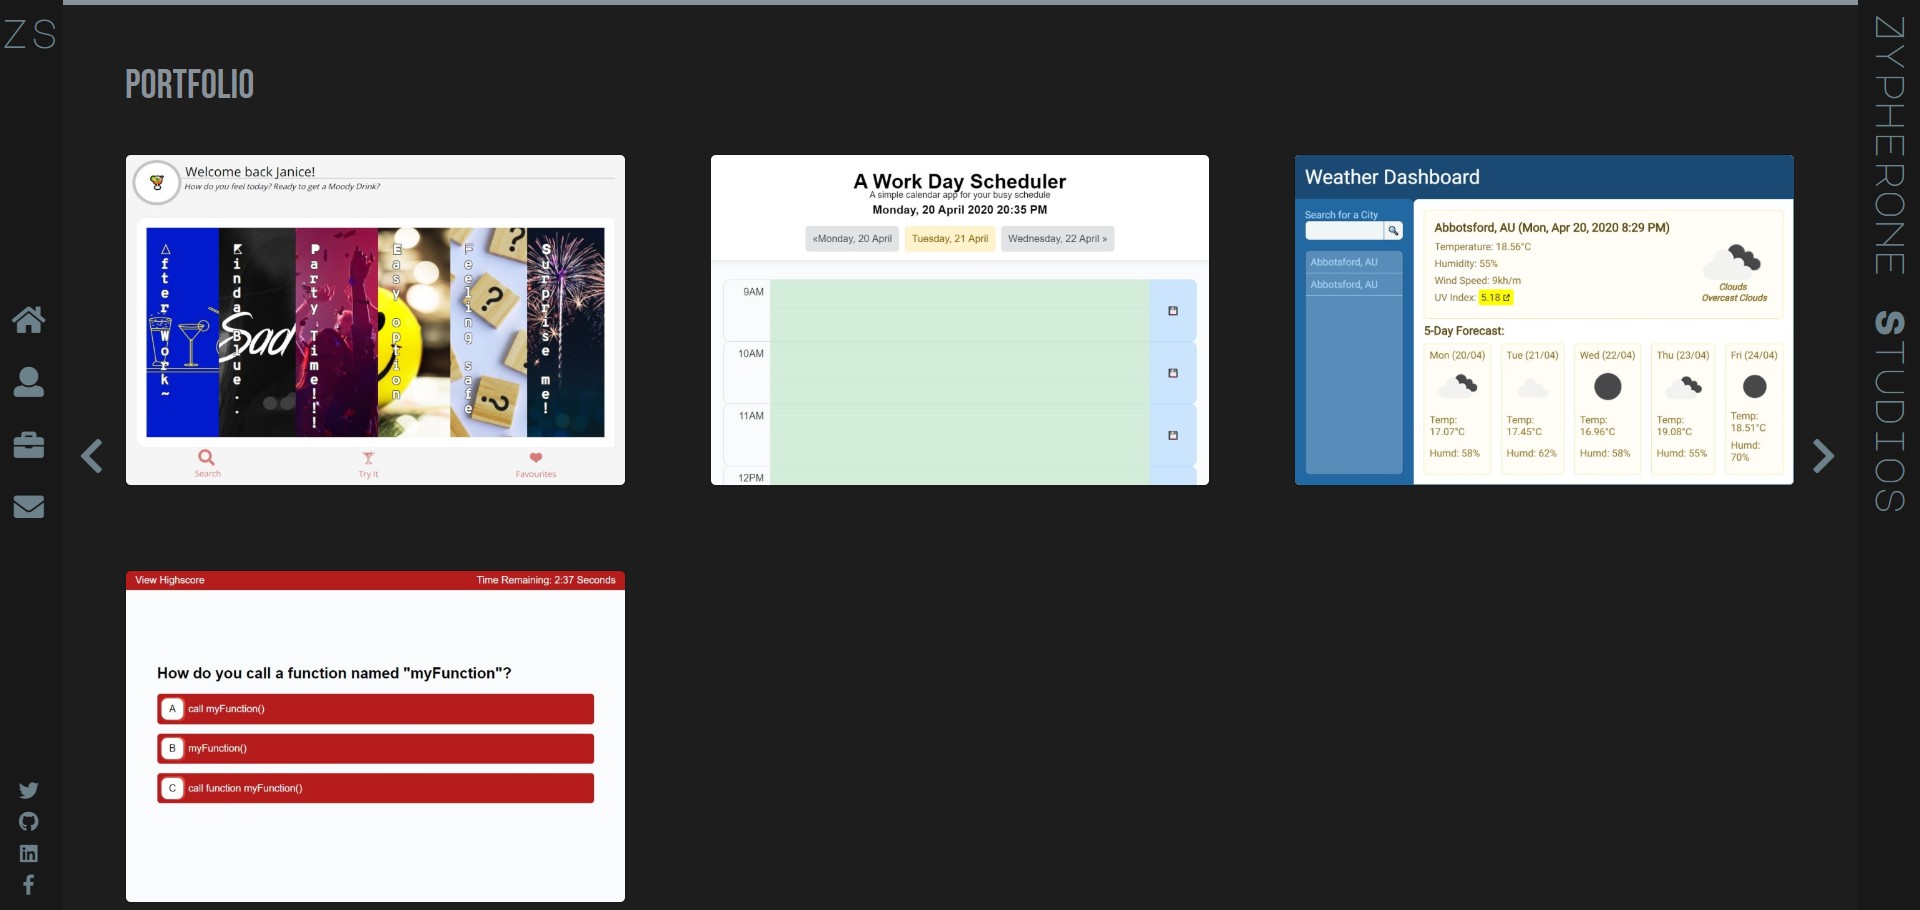 ZS
ZYPHERONE STUDIOS
PORTFOLIO
Welcome back Janice!
How do you feel today? Ready to get a Moody Drink?
After Work~
Kinda Blue..
Sad
Party Time!!!
Easy option
Feeling safe
Surprise me!
?
?
?
Search
Try It
Favourites
A Work Day Scheduler
A simple calendar app for your busy schedule
Monday, 20 April 2020 20:35 PM
«Monday, 20 April
Tuesday, 21 April
Wednesday, 22 April »
9AM
10AM
11AM
12PM
Weather Dashboard
Search for a City
Abbotsford, AU
Abbotsford, AU
Abbotsford, AU (Mon, Apr 20, 2020 8:29 PM)
Temperature: 18.56°C
Humidity: 55%
Wind Speed: 9kh/m
UV Index: 5.18
Clouds
Overcast Clouds
5-Day Forecast:
Mon (20/04)
Temp:
17.07°C
Humd: 58%
Tue (21/04)
Temp:
17.45°C
Humd: 62%
Wed (22/04)
Temp:
16.96°C
Humd: 58%
Thu (23/04)
Temp:
19.08°C
Humd: 55%
Fri (24/04)
Temp:
18.51°C
Humd:
70%
View Highscore
Time Remaining: 2:37 Seconds
How do you call a function named "myFunction"?
A call myFunction()
B myFunction()
C call function myFunction()